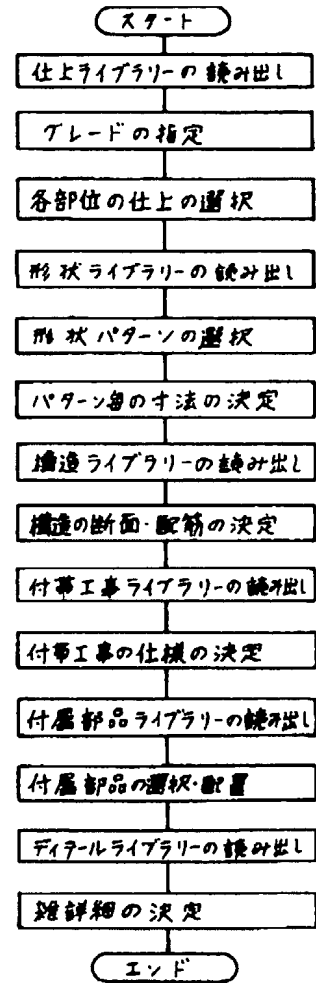 スタート
仕上ライブラリーの読み出し
グレードの指定
各部位の仕上の選択
形状ライブラリーの読み出し
形状パターンの選択
パターン毎の寸法の決定
構造ライブラリーの読み出し
構造の断面・配筋の決定
付帯工事ライブラリーの読み出し
付帯工事の仕様の決定
付属部品ライブラリーの読み出し
付属部品の選択・配置
ディテールライブラリーの読み出し
雑詳細の決定
エンド